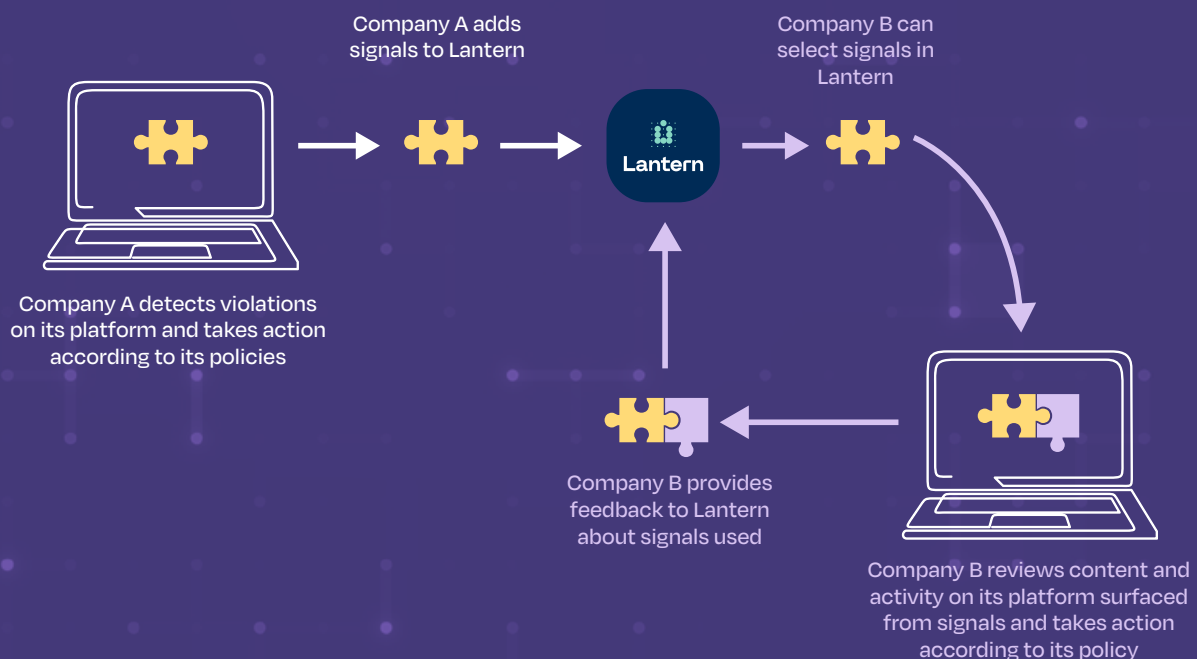 Company A adds
signals to Lantern
Company B can
select signals in
Lantern
Lantern
Company A detects violations
on its platform and takes action
according to its policies
Company B provides
feedback to Lantern
about signals used
Company B reviews content and
activity on its platform surfaced
from signals and takes action
according to its policy